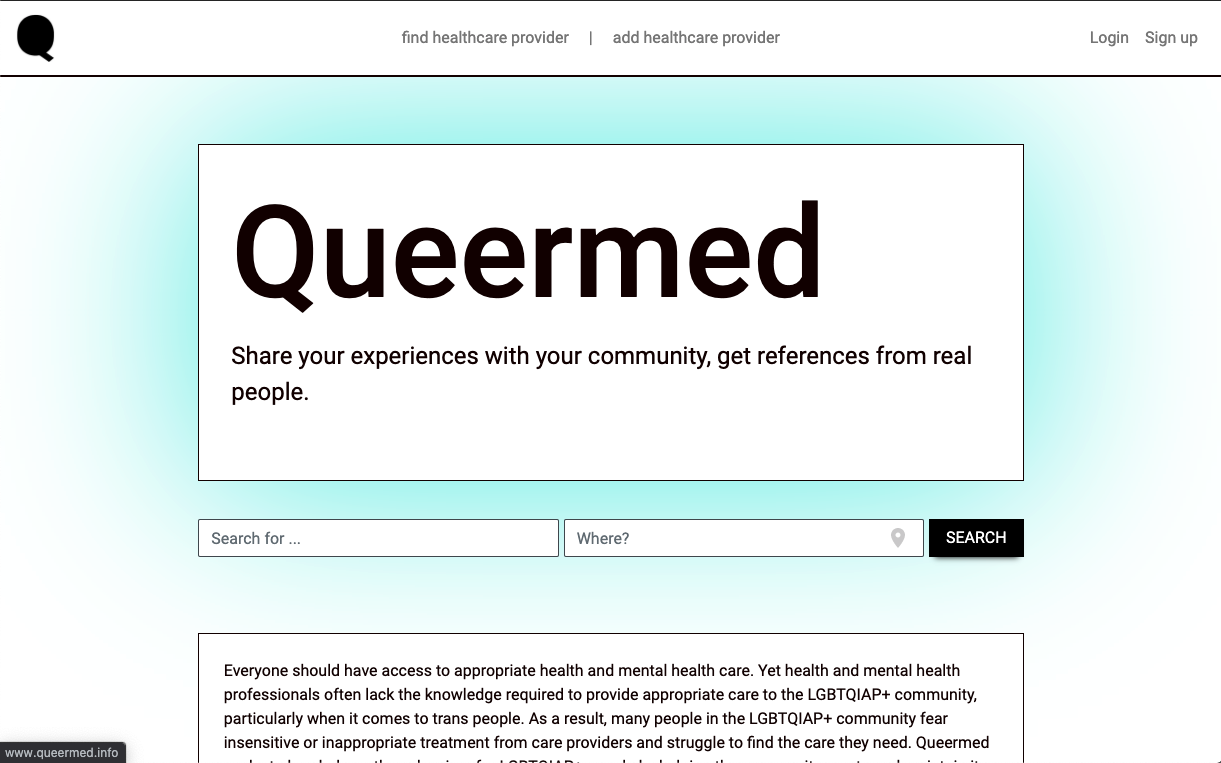 Q
find healthcare provider | add healthcare provider
Login Sign up
Queermed
Share your experiences with your community, get references from real
people.
Search for ...
Where?
SEARCH
Everyone should have access to appropriate health and mental health care. Yet health and mental health
professionals often lack the knowledge required to provide appropriate care to the LGBTQIAP+ community,
particularly when it comes to trans people. As a result, many people in the LGBTQIAP+ community fear
insensitive or inappropriate treatment from care providers and struggle to find the care they need. Queermed
www.queermed.info